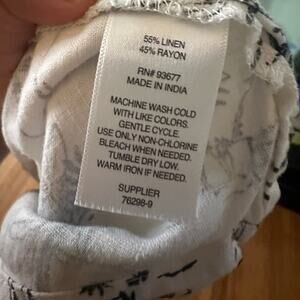 55% LINEN
45% RAYON
RN# 93677
MADE IN INDIA
MACHINE WASH COLD
WITH LIKE COLORS.
GENTLE CYCLE.
USE ONLY NON-CHLORINE
BLEACH WHEN NEEDED.
TUMBLE DRY LOW.
WARM IRON IF NEEDED.
SUPPLIER
76298-9